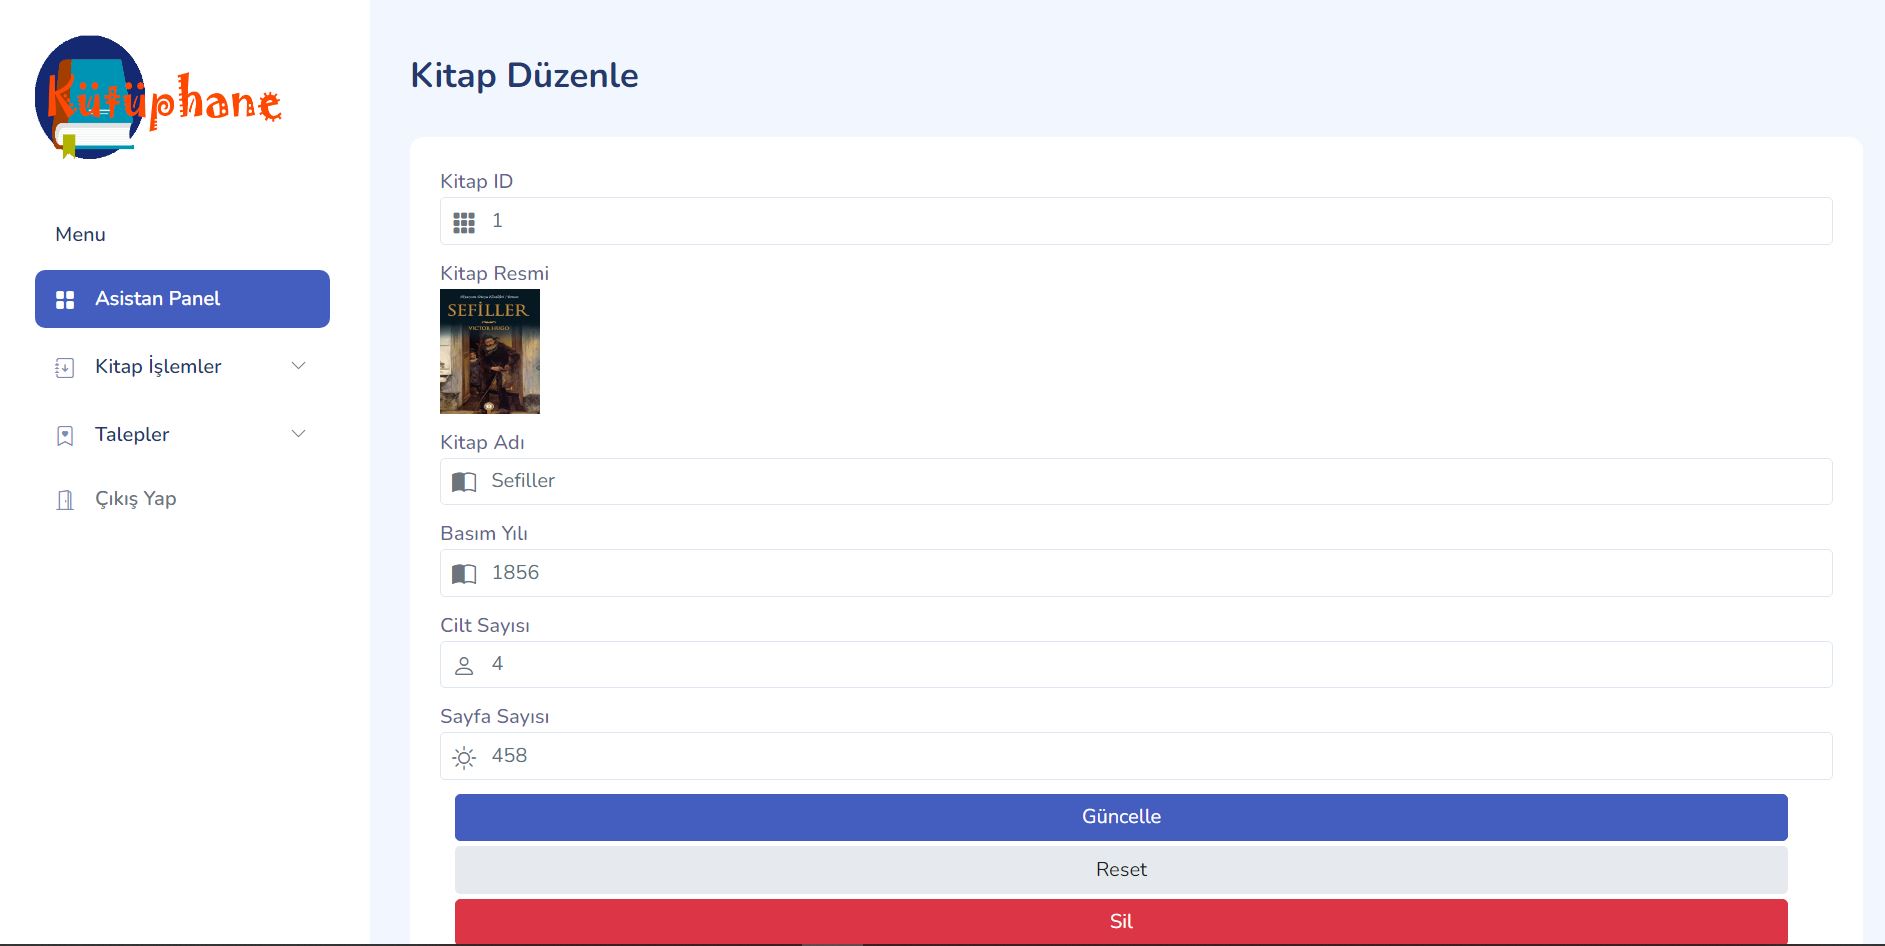 Kütüphane
Menu
Asistan Panel
Kitap İşlemler
Talepler
Çıkış Yap
Kitap Düzenle
Kitap ID
1
Kitap Resmi
SEFİLLER
VICTOR HUGO
Kitap Adı
Sefiller
Basım Yılı
1856
Cilt Sayısı
4
Sayfa Sayısı
458
Güncelle
Reset
Sil